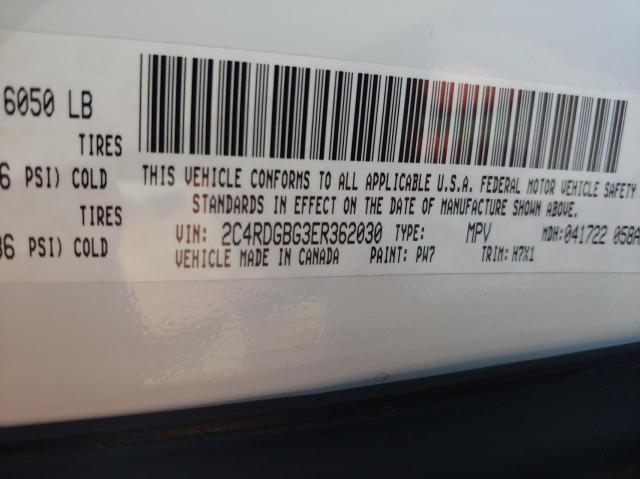 6050 LB
TIRES
6 PSI) COLD
TIRES
36 PSI) COLD
THIS VEHICLE CONFORMS TO ALL APPLICABLE U.S.A. FEDERAL MOTOR VEHICLE SAFETY
STANDARDS IN EFFECT ON THE DATE OF MANUFACTURE SHOWN ABOVE.
VIN: 2C4RDGBG3ER362030 TYPE: MPV MDH:041722 058A
VEHICLE MADE IN CANADA PAINT: PW7 TRIM: H7X1